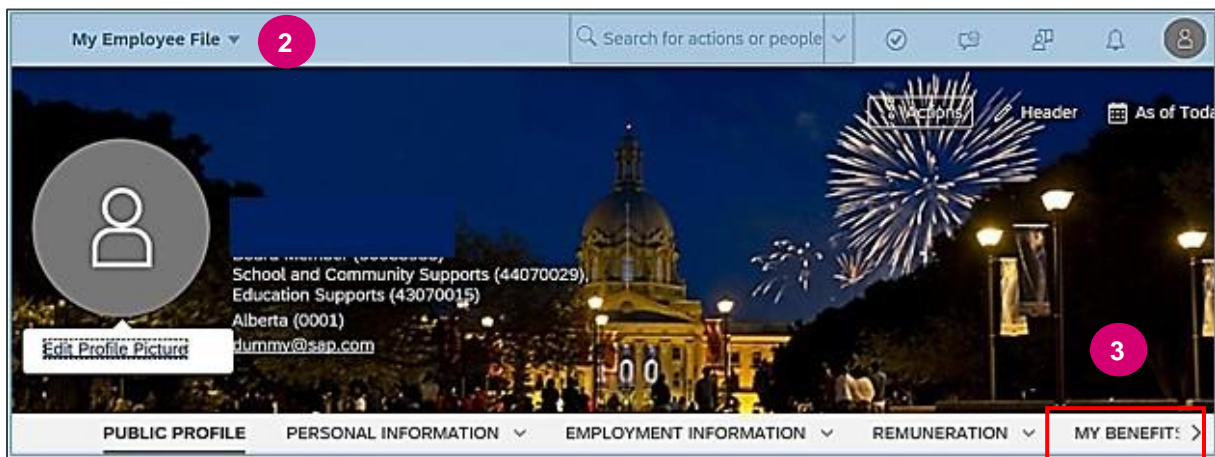 My Employee File
2
Search for actions or people
Actions
Header
As of Toda
School and Community Supports (44070029),
Education Supports (43070015)
Alberta (0001)
dummy@sap.com
Edit Profile Picture
3
PUBLIC PROFILE PERSONAL INFORMATION EMPLOYMENT INFORMATION REMUNERATION MY BENEFITS